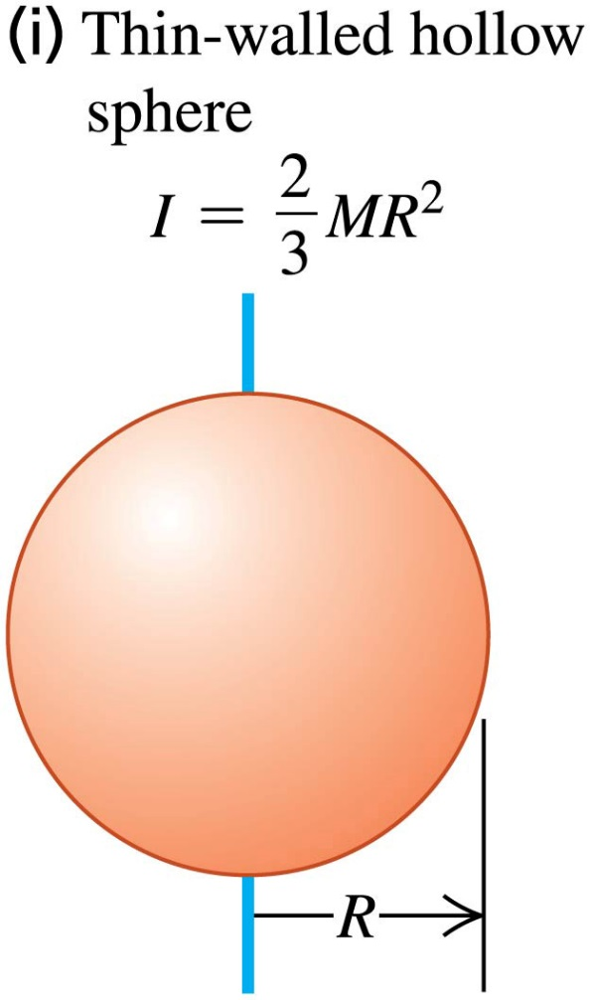 (i) Thin-walled hollow
sphere
I = 2/3 MR²
R